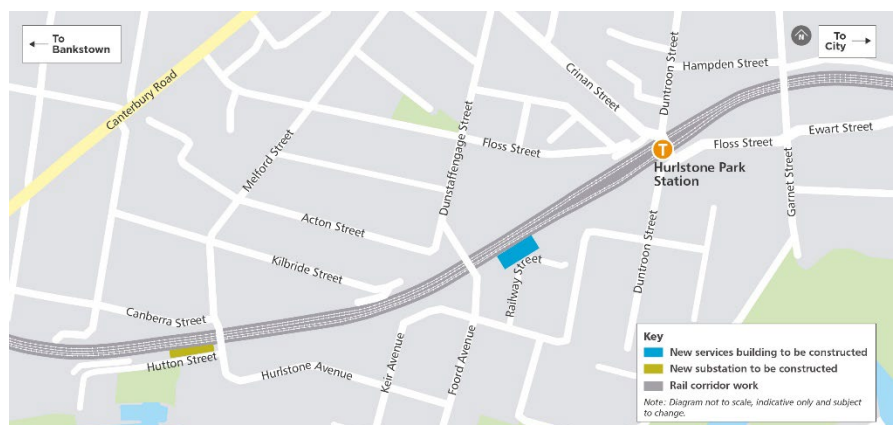 To
Bankstown
N
To
City
Canterbury Road
Melford Street
Dunstaffengage Street
Crinan Street
Duntroon Street
Hampden Street
Floss Street
T
Floss Street
Ewart Street
Hurlstone Park
Station
Garnet Street
Acton Street
Kilbride Street
Railway Street
Duntroon Street
Canberra Street
Hutton Street
Hurlstone Avenue
Keir Avenue
Foord Avenue
Key
New services building to be constructed
New substation to be constructed
Rail corridor work
Note: Diagram not to scale, indicative only and subject
to change.